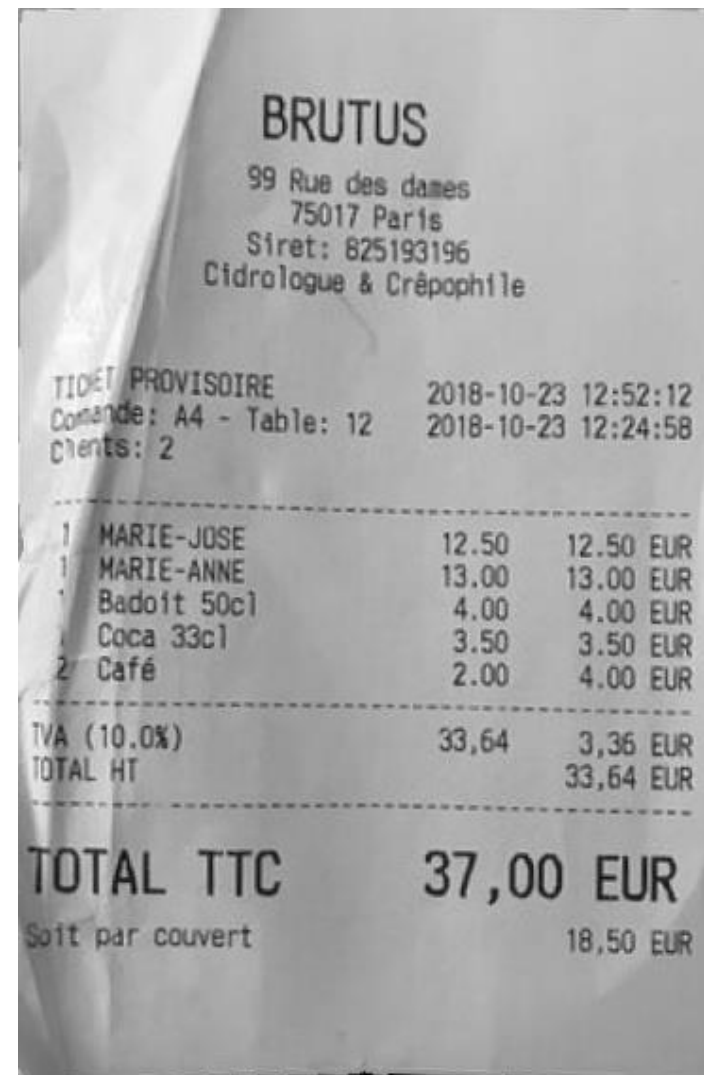 BRUTUS
99 Rue des dames
75017 Paris
Siret: 825193196
Cidrologue & Crêpophile
TICKET PROVISOIRE 2018-10-23 12:52:12
Comande: A4 - Table: 12 2018-10-23 12:24:58
Clients: 2
1 MARIE-JOSE 12.50 12.50 EUR
1 MARIE-ANNE 13.00 13.00 EUR
1 Badoit 50cl 4.00 4.00 EUR
1 Coca 33cl 3.50 3.50 EUR
2 Café 2.00 4.00 EUR
TVA (10.0%) 33,64 3,36 EUR
TOTAL HT 33,64 EUR
TOTAL TTC 37,00 EUR
Soit par couvert 18,50 EUR